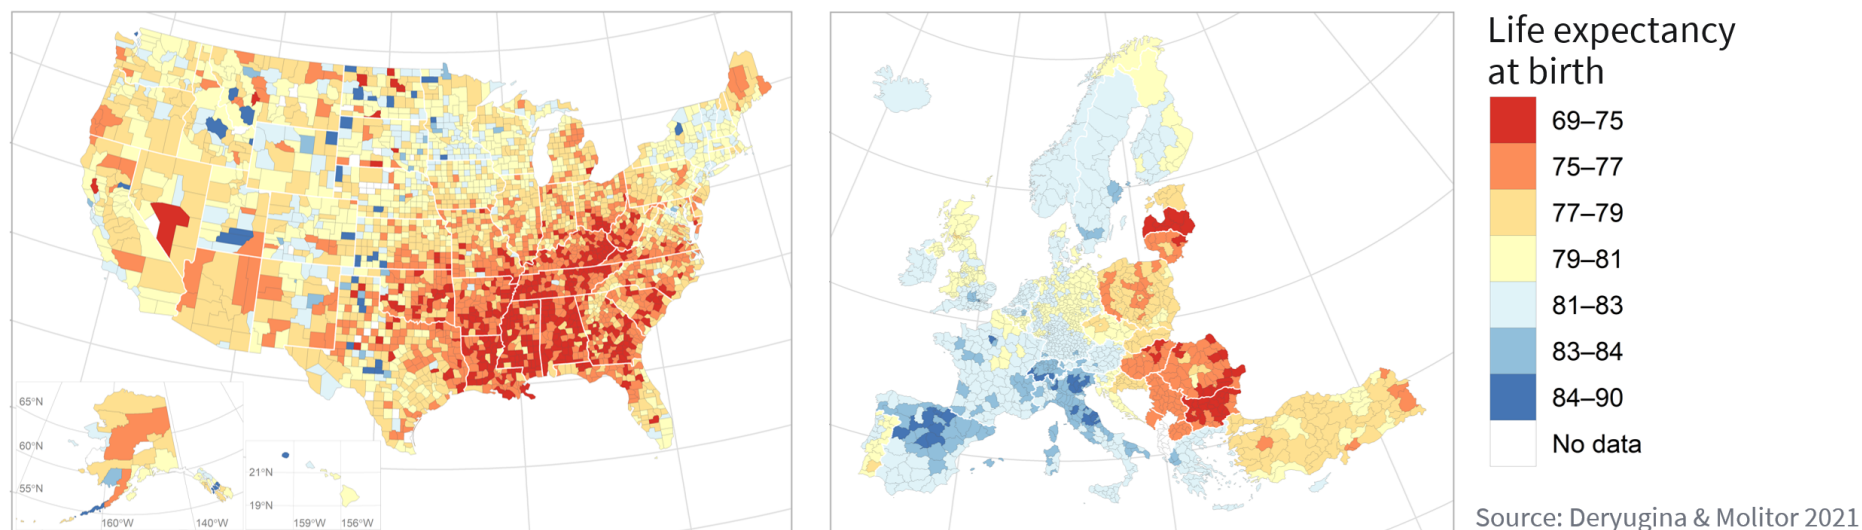 Life expectancy
at birth
69–75
75–77
77–79
79–81
81–83
83–84
84–90
No data
65°N
60°N
55°N
160°W
140°W
21°N
19°N
159°W
156°W
Source: Deryugina & Molitor 2021